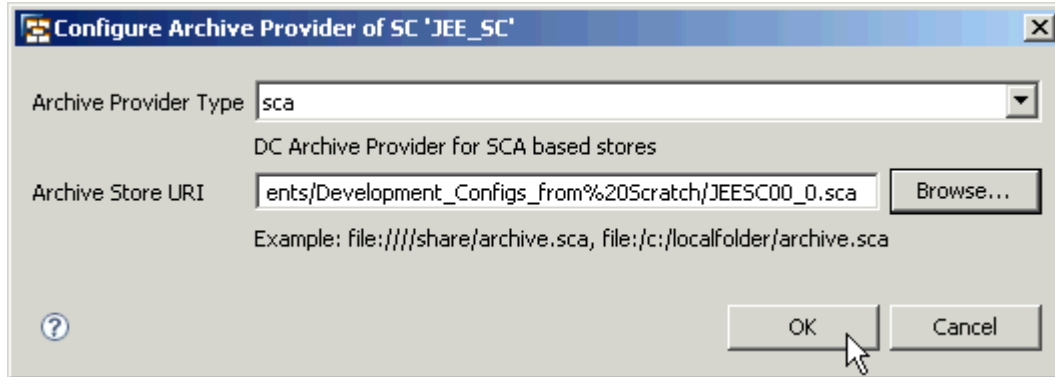 Configure Archive Provider of SC 'JEE_SC'
Archive Provider Type sca
DC Archive Provider for SCA based stores
Archive Store URI ents/Development_Configs_from%20Scratch/JEESC00_0.sca Browse...
Example: file:////share/archive.sca, file:/c:/localfolder/archive.sca
? OK Cancel